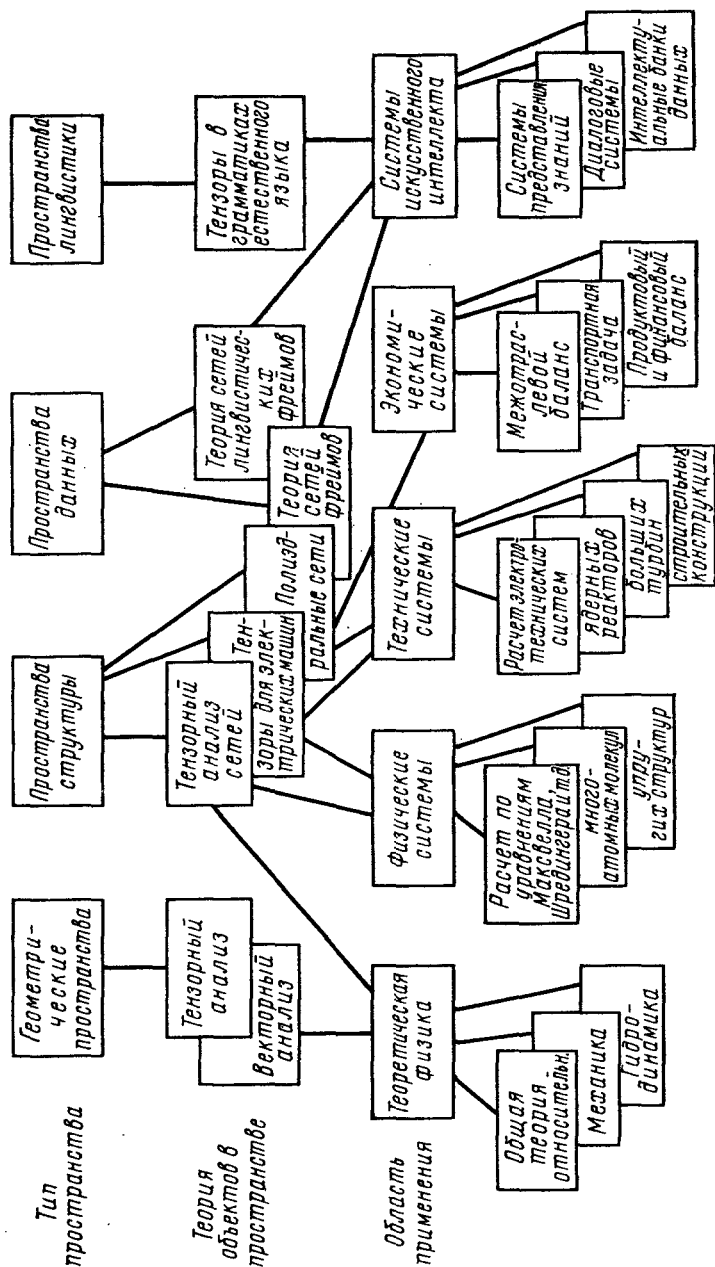 Тип
пространства
Геометри-
ческие
пространства
Пространства
структуры
Пространства
данных
Пространства
лингвистики
Теория
объектов в
пространстве
Тензорный
анализ
Векторный
анализ
Тензорный
анализ
сетей
Тен-
зоры для элек-
трических машин
Полиэд-
ральные сети
Теория
сетей
фреймов
Теория сетей
лингвистичес-
ких фреймов
Тензоры в
грамматиках
естественного
языка
Область
применения
Теоретическая
физика
Физические
системы
Технические
системы
Экономи-
ческие
системы
Системы
искусственного
интеллекта
Общая
теория
относительн.
Механика
Гидро-
динамика
Расчет по
уравнениям
Максвелла,
Шредингера и т.д.
много-
атомных молекул
упру-
гих структур
Расчет электро-
технических
систем
ядерных
реакторов
больших
турбин
строительных
конструкций
Межотрас-
левой
баланс
Транспортная
задача
Продуктовый
и финансовый
баланс
Системы
представления
знаний
Диалоговые
системы
Интеллекту-
альные банки
данных